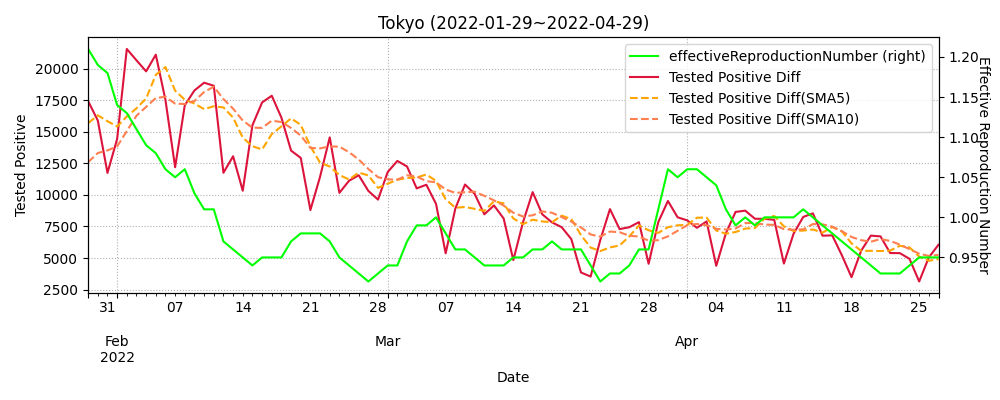 Tokyo (2022-01-29~2022-04-29)
effectiveReproductionNumber (right)
Tested Positive Diff
Tested Positive Diff(SMA5)
Tested Positive Diff(SMA10)
Tested Positive
20000
17500
15000
12500
10000
7500
5000
2500
1.20
1.15
1.10
1.05
1.00
0.95
Effective Reproduction Number
31 07 14 21 28 07 14 21 28 04 11 18 25
Feb Mar Apr
2022
Date